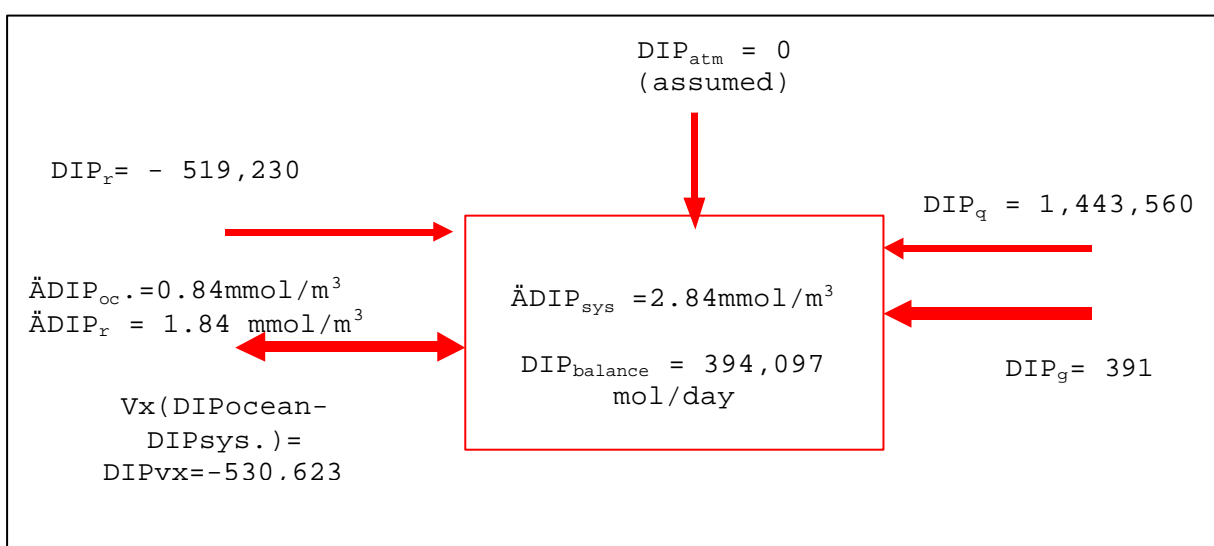 DIPatm = 0
(assumed)
DIPr= - 519,230
DIPq = 1,443,560
ÄDIPoc.=0.84mmol/m³
ÄDIPr = 1.84 mmol/m³
ÄDIPsys =2.84mmol/m³
DIPbalance = 394,097
mol/day
DIPg= 391
Vx(DIPocean-
DIPsys.)=
DIPvx=-530.623